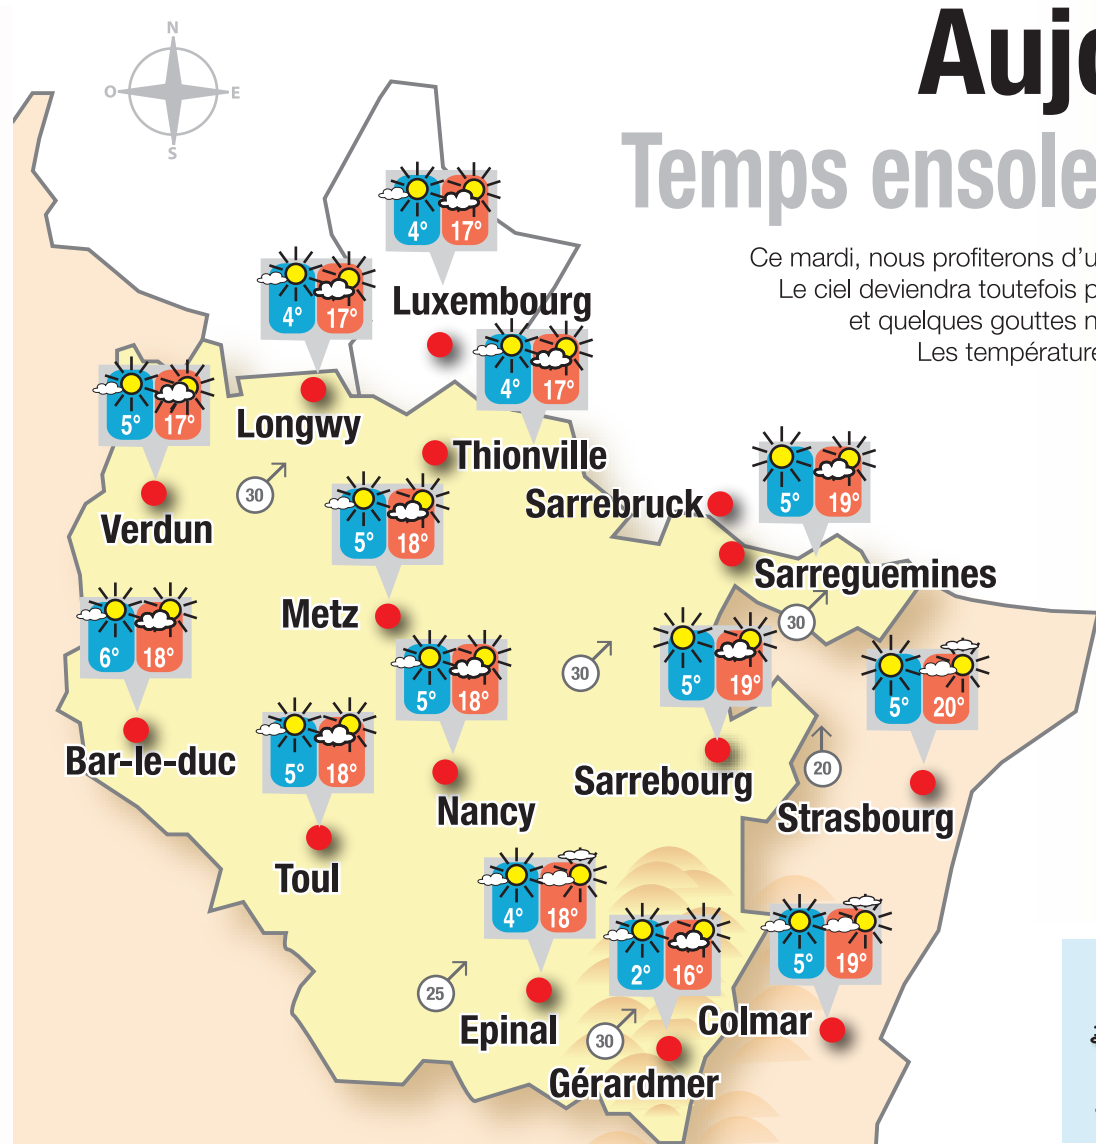 Aujo
Temps ensole
Ce mardi, nous profiterons d'u
Le ciel deviendra toutefois p
et quelques gouttes n
Les température
N
O
E
S
4° 17°
Luxembourg
4° 17°
Longwy
4° 17°
Thionville
5° 17°
Verdun
30
5° 18°
Metz
Sarrebruck
5° 19°
Sarreguemines
30
6° 18°
Bar-le-duc
5° 18°
Nancy
30
5° 19°
Sarrebourg
5° 20°
Strasbourg
20
5° 18°
Toul
4° 18°
Epinal
25
2° 16°
Gérardmer
30
5° 19°
Colmar